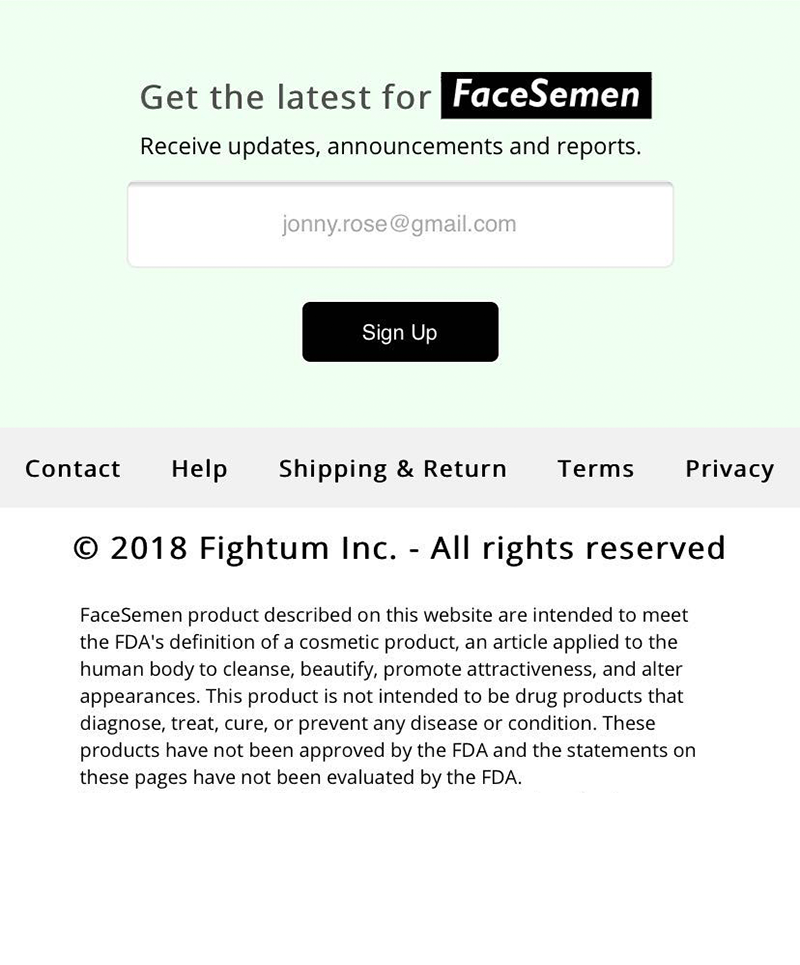 Get the latest for FaceSemen
Receive updates, announcements and reports.
jonny.rose@gmail.com
Sign Up
Contact Help Shipping & Return Terms Privacy
© 2018 Fightum Inc. - All rights reserved
FaceSemen product described on this website are intended to meet
the FDA's definition of a cosmetic product, an article applied to the
human body to cleanse, beautify, promote attractiveness, and alter
appearances. This product is not intended to be drug products that
diagnose, treat, cure, or prevent any disease or condition. These
products have not been approved by the FDA and the statements on
these pages have not been evaluated by the FDA.